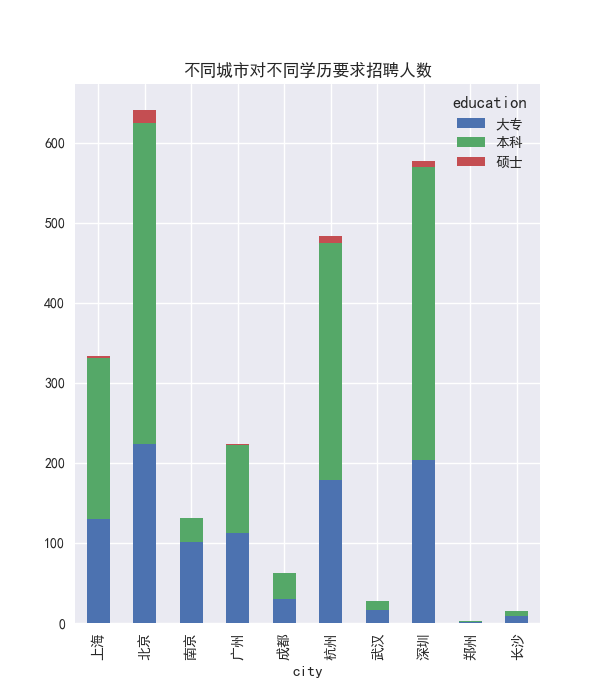 不同城市对不同学历要求招聘人数
education
大专
本科
硕士
600
500
400
300
200
100
0
上海
北京
南京
广州
成都
杭州
武汉
深圳
郑州
长沙
city